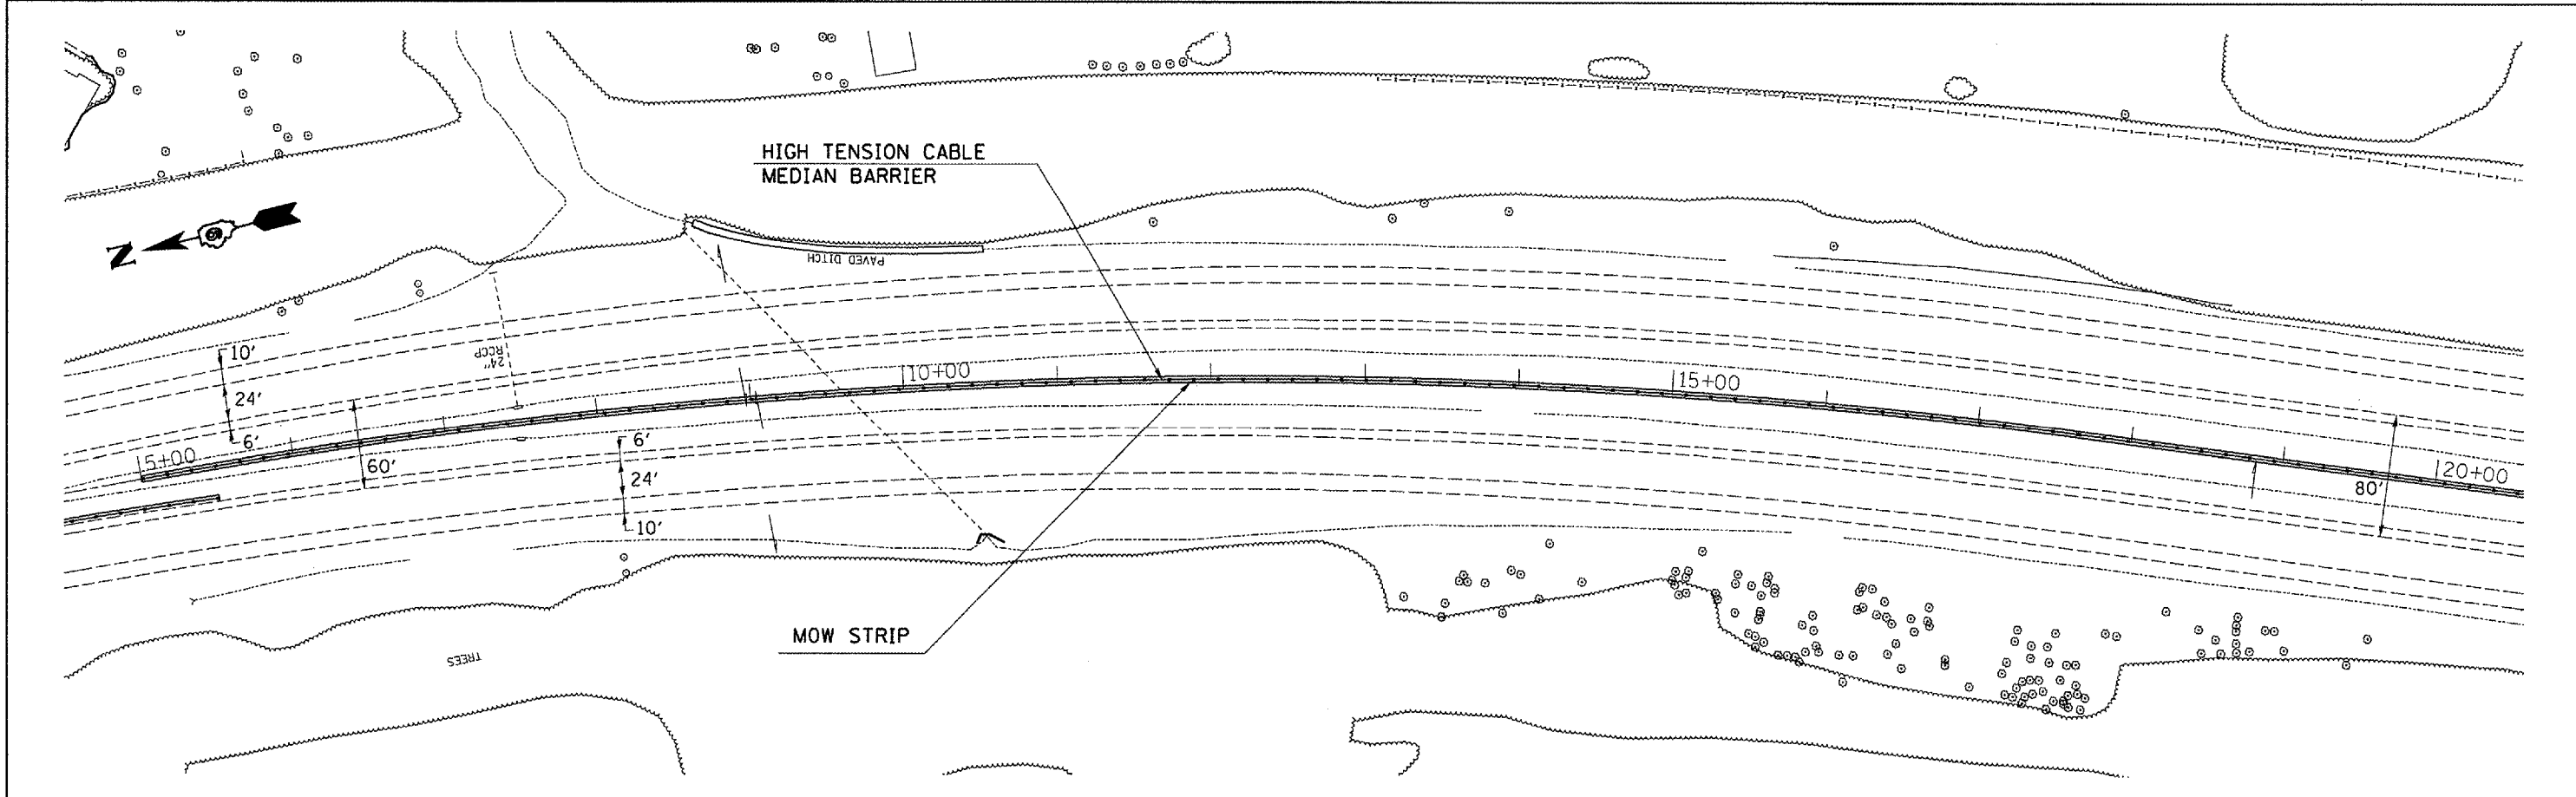 HIGH TENSION CABLE
MEDIAN BARRIER
N
PAVED DITCH
10'
24'
6'
24"
RCCP
10+00
15+00
5+00
60'
6'
24'
10'
20+00
80'
MOW STRIP
TREES